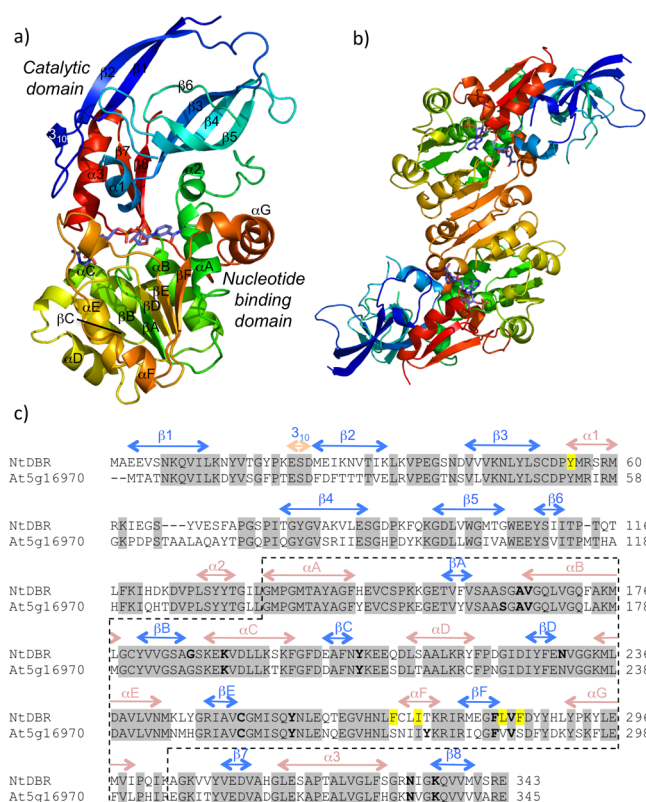 a)
b)
Catalytic
domain
β2
β1
β6
β3
β4
β5
3₁₀
β7
β8
α3
α1
α2
αG
αC
αB
βF
αA
Nucleotide
binding
domain
αE
βE
βD
βC
βB
βA
αD
αF
c)
β1 3₁₀ β2 β3 α1
NtDBR MAEEVSNKQVILKNYVTGYPKESDMEIKNVTIKLKVPEGSNDVVVKNLYLSCDPYMRSRM 60
At5g16970 --MTATNKQVILKDYVSGFPTESDFDFTTTTVELRVPEGTNSVLVKNLYLSCDPYMRIRM 58
β4 β5 β6
NtDBR RKIEGS---YVESFAPGSPITGYGVAKVLESGDPKFQKGDLVWGMTGWEEYSIITP-TQT 116
At5g16970 GKPDPSTAALAQAYTPGQPIQGYGVSRIIESGHPDYKKGDLLWGIVAWEEYSVITPMTHA 118
α2 αA βA αB
NtDBR LFKIHDKDVPLSYYTGILGMPGMTAYAGFHEVCSPKKGETVFVSAASGAVGQLVGQFAKM 176
At5g16970 HFKIQHTDVPLSYYTGLLGMPGMTAYAGFYEVCSPKEGETVYVSAASGAVGQLVGQLAKM 178
βB αC βC αD βD
NtDBR LGCYVVGSAGSKEKVDLLKSKFGFDEAFNYKEEQDLSAALKRYFPDGIDIYFENVGGKML 236
At5g16970 MGCYVVGSAGSKEKVDLLKTKFGFDDAFNYKEESDLTAALKRCFPNGIDIYFENVGGKML 238
αE βE αF βF αG
NtDBR DAVLVNMKLYGRIAVCGMISQYNLEQTEGVHNLFCLITKRIRMEGFLVFDYYHLYPKYLE 296
At5g16970 DAVLVNMNMHGRIAVCGMISQYNLENQEGVHNLSNIIYKRIRIQGFVVSDFYDKYSKFLE 298
β7 α3 β8
NtDBR MVIPQIKAGKVVYVEDVAHGLESAPTALVGLFSGRNIGKQVVMVSRE 343
At5g16970 FVLPHIREGKITYVEDVADGLEKAPEALVGLFHGKNVGKQVVVVARE 345